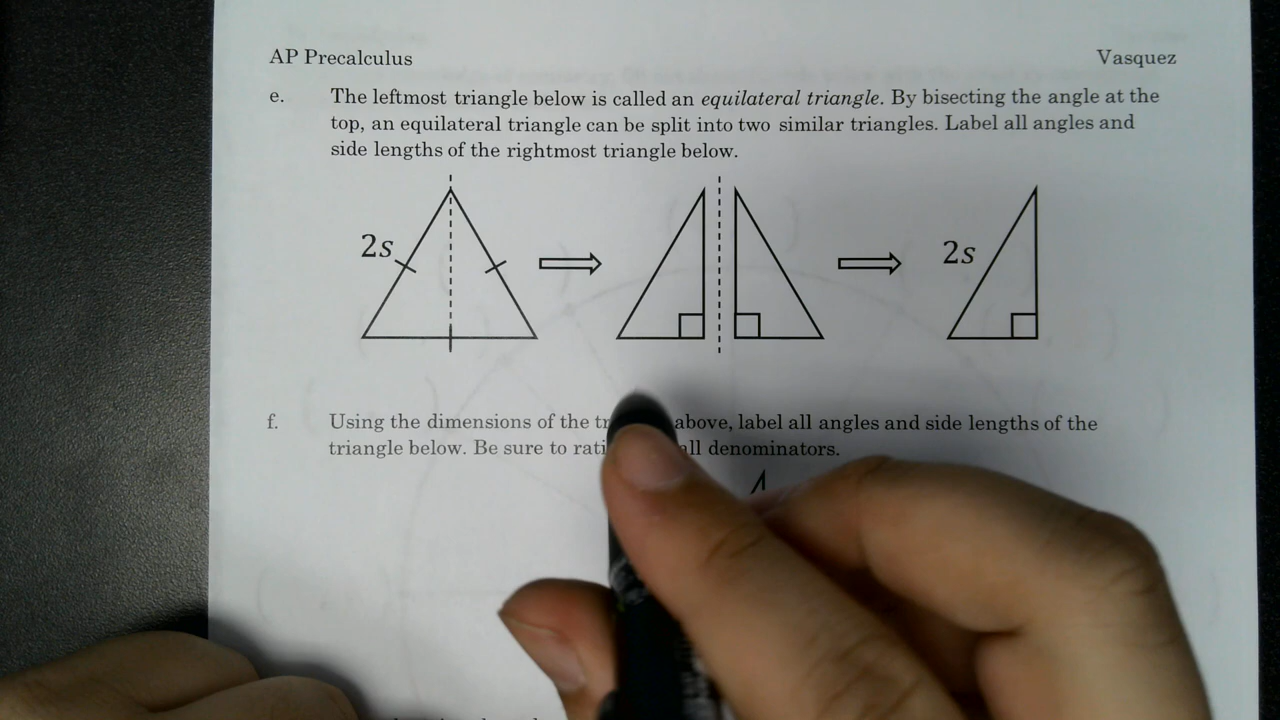 AP Precalculus Vasquez
e. The leftmost triangle below is called an equilateral triangle. By bisecting the angle at the
top, an equilateral triangle can be split into two similar triangles. Label all angles and
side lengths of the rightmost triangle below.
2s 2s
f. Using the dimensions of the above, label all angles and side lengths of the
triangle below. Be sure to all denominators.